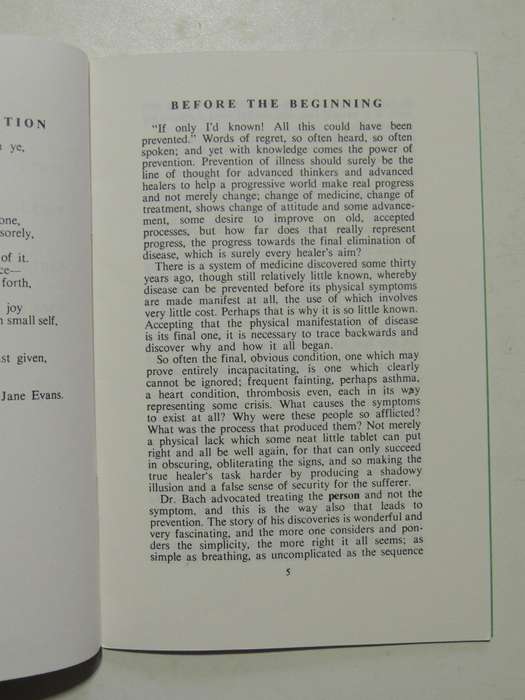 TION
ye,
one,
sorely,
of it.
ce—
forth,
joy
small self,
st given,
Jane Evans.
BEFORE THE BEGINNING
"If only I'd known! All this could have been
prevented." Words of regret, so often heard, so often
spoken; and yet with knowledge comes the power of
prevention. Prevention of illness should surely be the
line of thought for advanced thinkers and advanced
healers to help a progressive world make real progress
and not merely change; change of medicine, change of
treatment, shows change of attitude and some advance-
ment, some desire to improve on old, accepted
processes, but how far does that really represent
progress, the progress towards the final elimination of
disease, which is surely every healer's aim?
There is a system of medicine discovered some thirty
years ago, though still relatively little known, whereby
disease can be prevented before its physical symptoms
are made manifest at all, the use of which involves
very little cost. Perhaps that is why it is so little known.
Accepting that the physical manifestation of disease
is its final one, it is necessary to trace backwards and
discover why and how it all began.
So often the final, obvious condition, one which may
prove entirely incapacitating, is one which clearly
cannot be ignored; frequent fainting, perhaps asthma,
a heart condition, thrombosis even, each in its way
representing some crisis. What causes the symptoms
to exist at all? Why were these people so afflicted?
What was the process that produced them? Not merely
a physical lack which some neat little tablet can put
right and all be well again, for that can only succeed
in obscuring, obliterating the signs, and so making the
true healer's task harder by producing a shadowy
illusion and a false sense of security for the sufferer.
Dr. Bach advocated treating the person and not the
symptom, and this is the way also that leads to
prevention. The story of his discoveries is wonderful and
very fascinating, and the more one considers and pon-
ders the simplicity, the more right it all seems; as
simple as breathing, as uncomplicated as the sequence
5